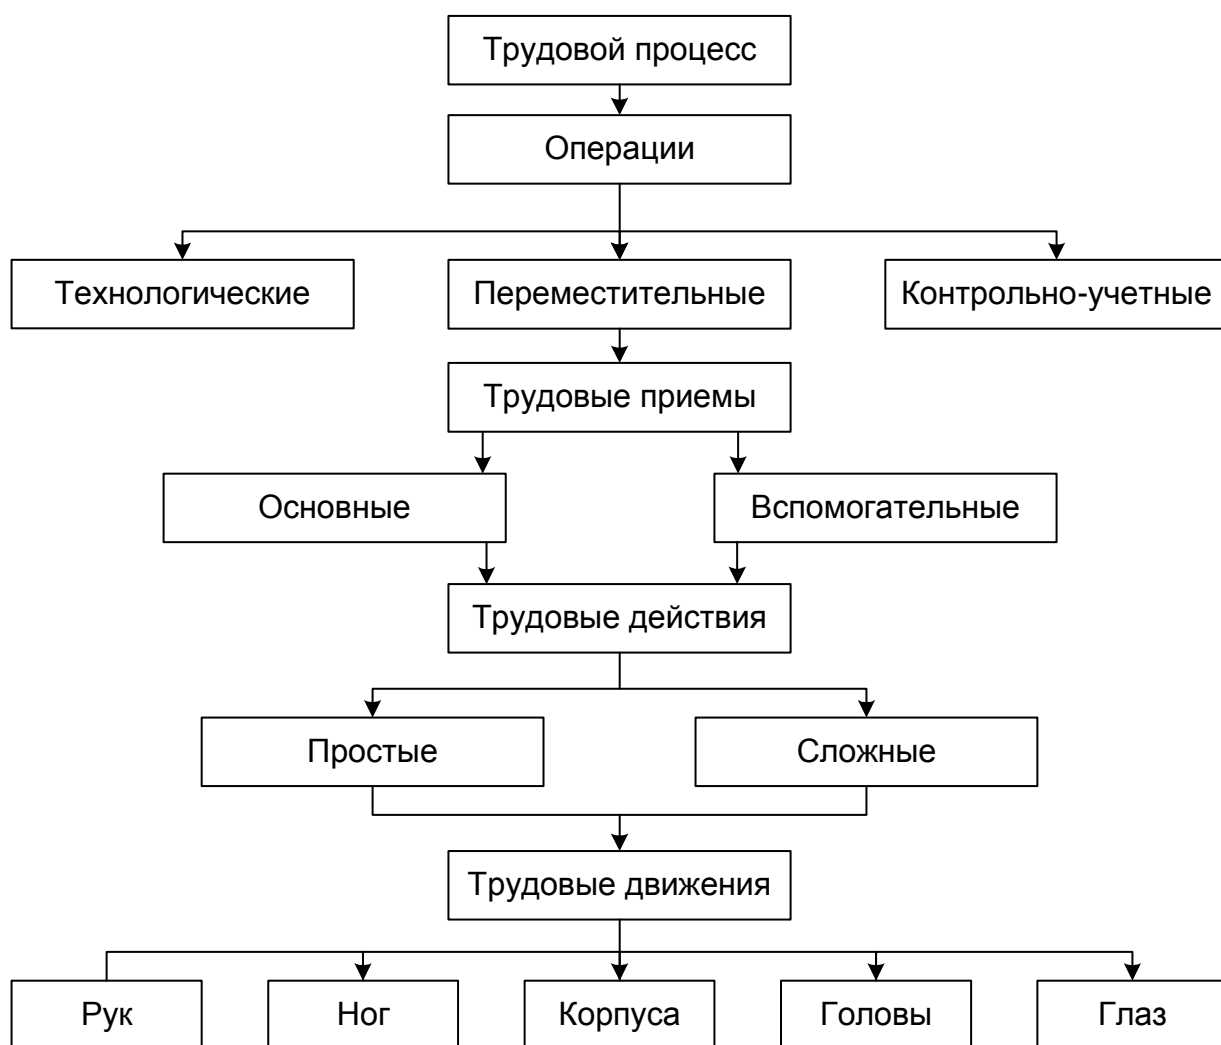 Трудовой процесс
Операции
Технологические
Переместительные
Контрольно-учетные
Трудовые приемы
Основные
Вспомогательные
Трудовые действия
Простые
Сложные
Трудовые движения
Рук
Ног
Корпуса
Головы
Глаз